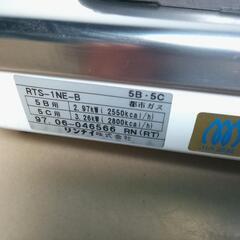 RTS-1NE-B 5B・5C
5B用 2.97kW(2550kcal/h) 都市ガス
5C用 3.26kW(2800kcal/h)
97.06-046566 RN(RT)
リンナイ株式会社